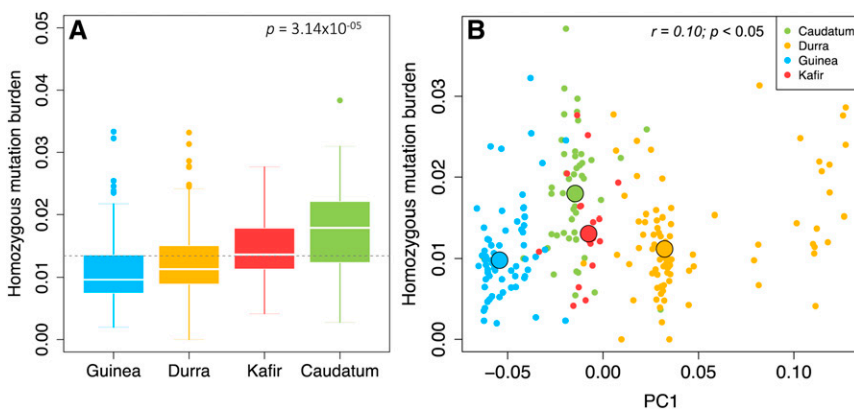 A
p = 3.14x10-05
Homozygous mutation burden
0.05
0.04
0.03
0.02
0.01
0.00
Guinea Durra Kafir Caudatum
B
r = 0.10; p < 0.05
Caudatum
Durra
Guinea
Kafir
Homozygous mutation burden
0.03
0.02
0.01
0.00
−0.05 0.00 0.05 0.10
PC1